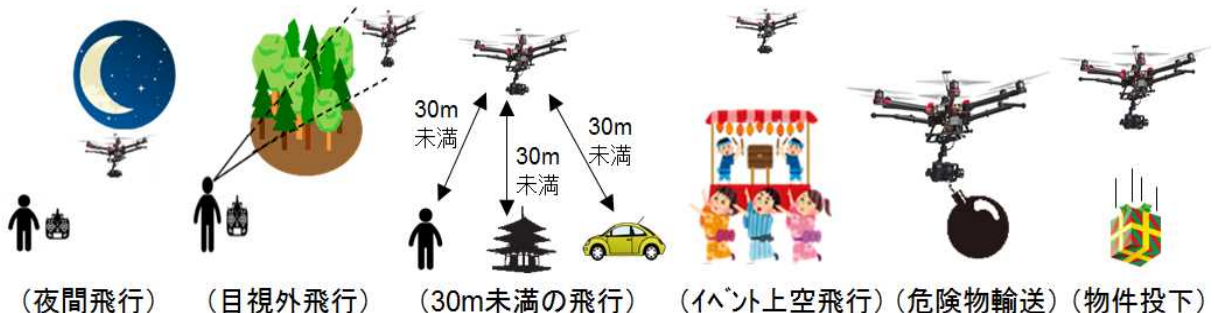 30m
未満
30m
未満
30m
未満
(夜間飛行)
(目視外飛行)
(30m未満の飛行)
(イベント上空飛行)
(危険物輸送)
(物件投下)